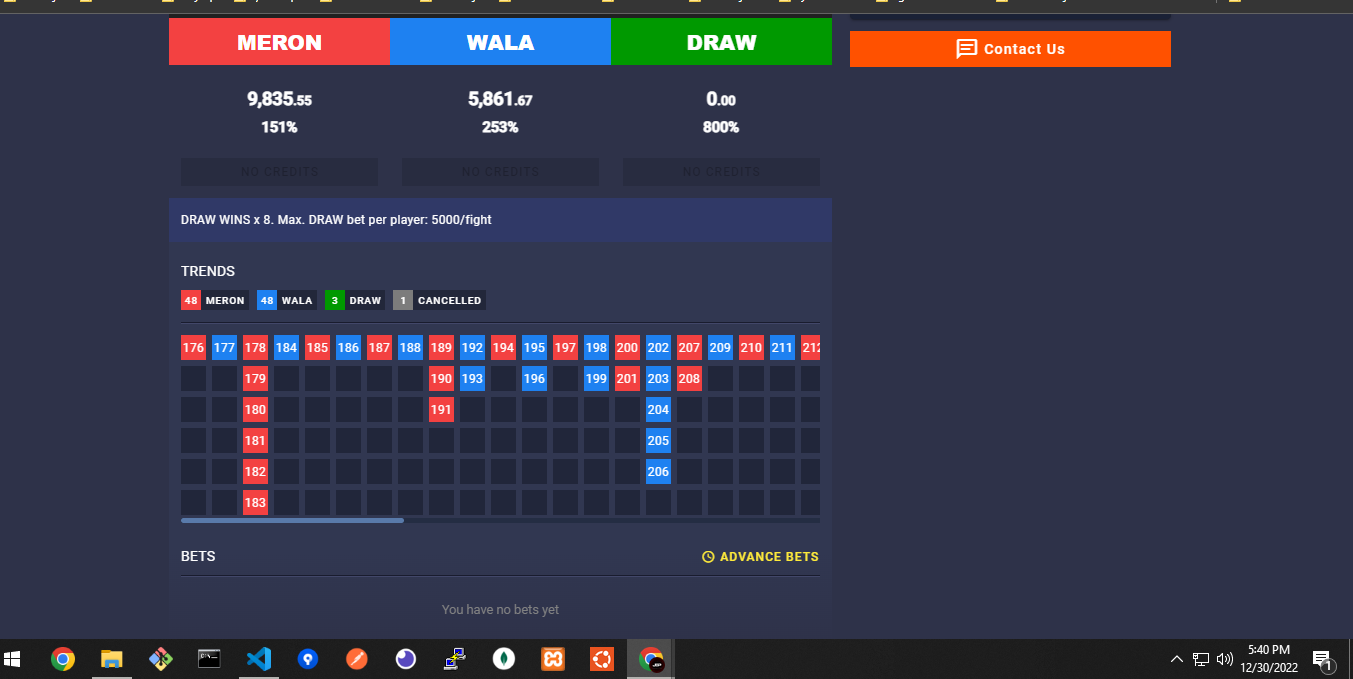 MERON WALA DRAW
Contact Us
9,835.55 5,861.67 0.00
151% 253% 800%
NO CREDITS NO CREDITS NO CREDITS
DRAW WINS x 8. Max. DRAW bet per player: 5000/fight
TRENDS
48 MERON 48 WALA 3 DRAW 1 CANCELLED
176 177 178 184 185 186 187 188 189 192 194 195 197 198 200 202 207 209 210 211 212
179 190 193 196 199 201 203 208
180 191 204
181 205
182 206
183
BETS ADVANCE BETS
You have no bets yet
5:40 PM
12/30/2022
1